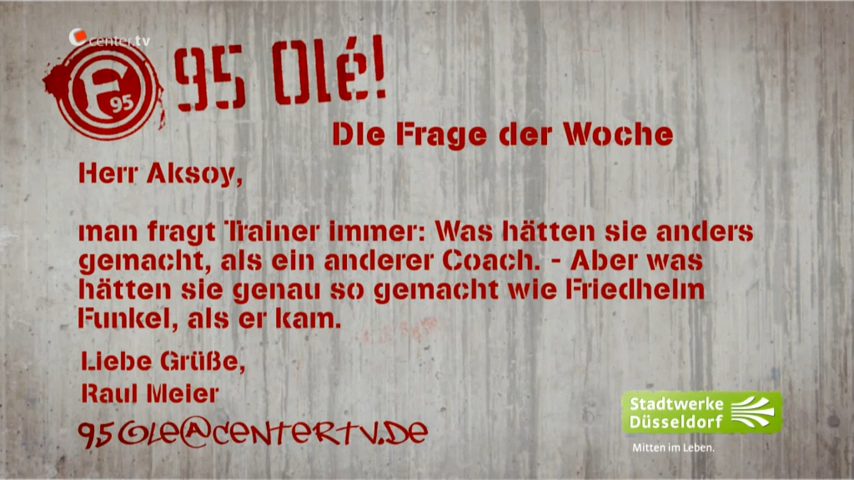 center.tv
F 95
95 Olé!
Die Frage der Woche
Herr Aksoy,
man fragt Trainer immer: Was hätten sie anders
gemacht, als ein anderer Coach. - Aber was
hätten sie genau so gemacht wie Friedhelm
Funkel, als er kam.
Liebe Grüße,
Raul Meier
95ole@centertv.de
Stadtwerke
Düsseldorf
Mitten im Leben.